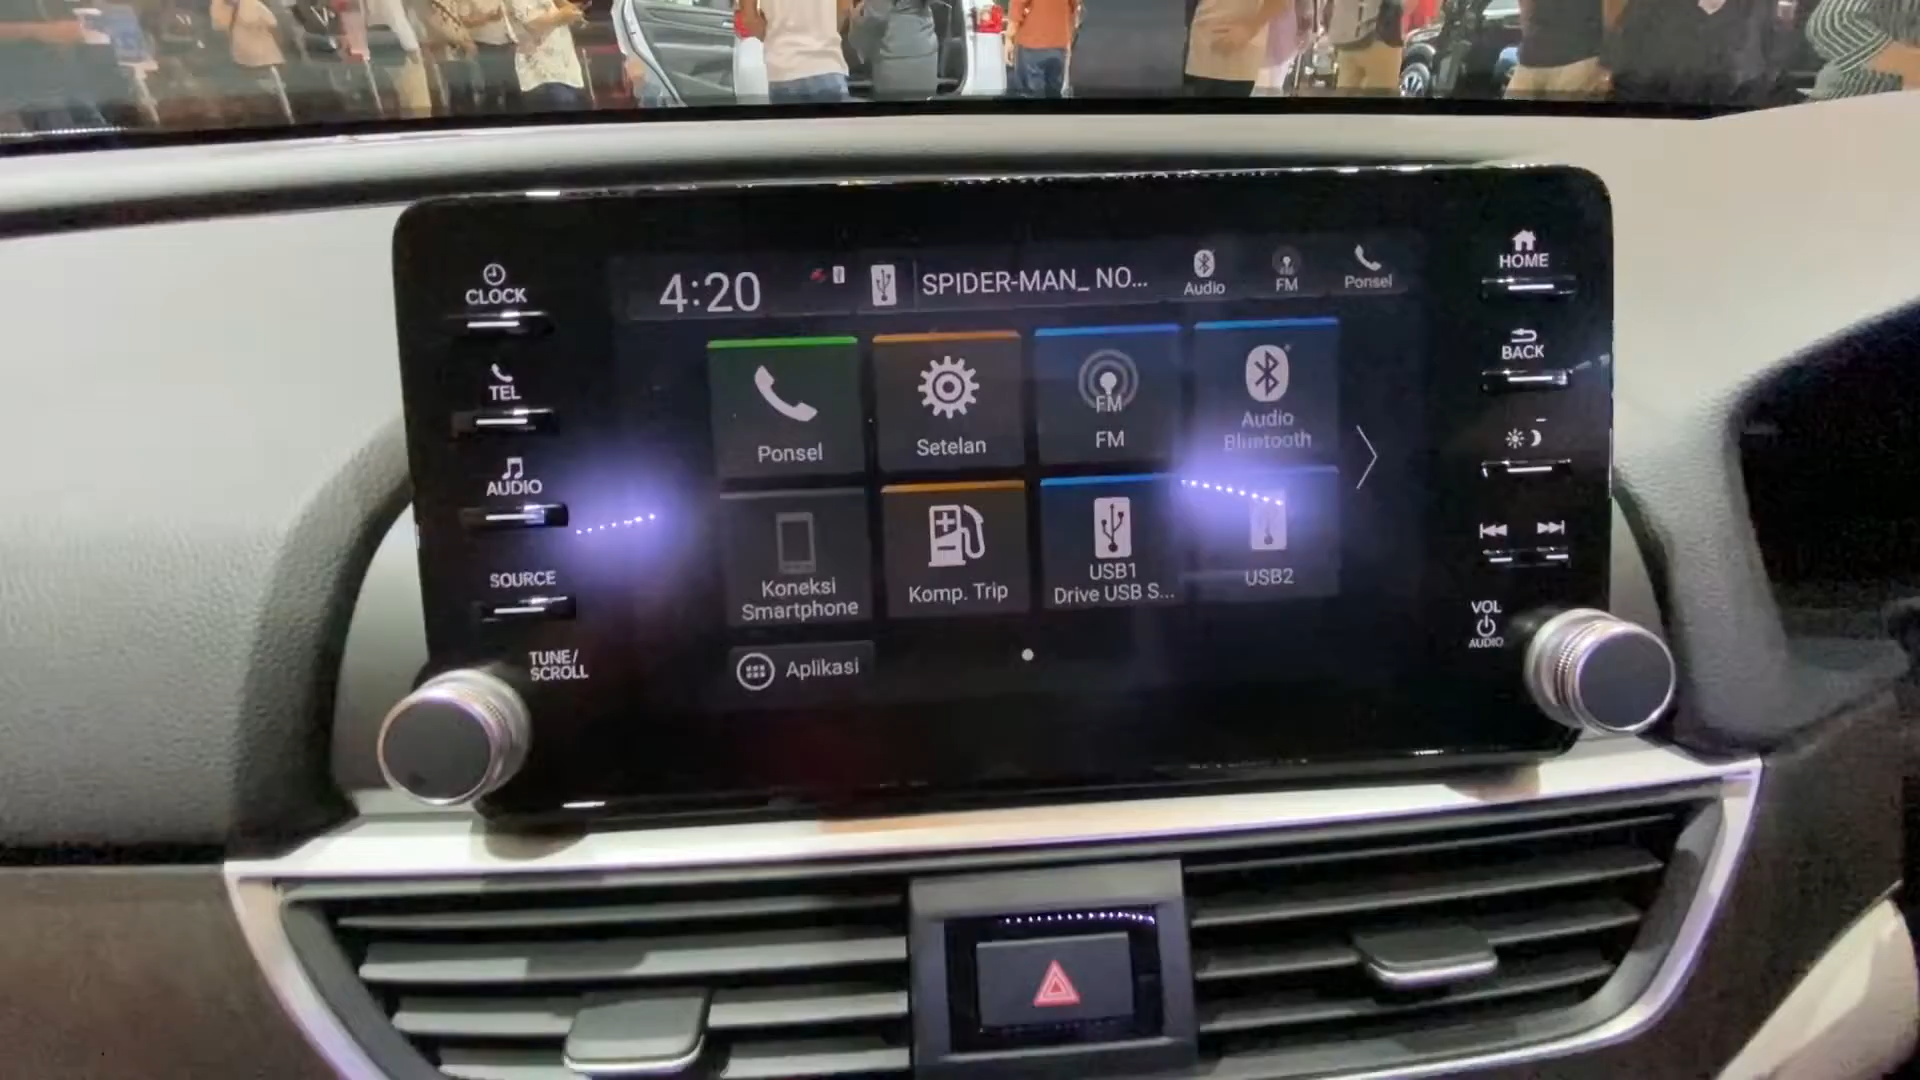 CLOCK
TEL
AUDIO
SOURCE
TUNE/
SCROLL
4:20
SPIDER-MAN_ NO...
Audio
FM
Ponsel
Ponsel
Setelan
FM
FM
Audio
Bluetooth
Koneksi
Smartphone
Komp. Trip
USB1
Drive USB S...
USB2
Aplikasi
HOME
BACK
VOL
AUDIO